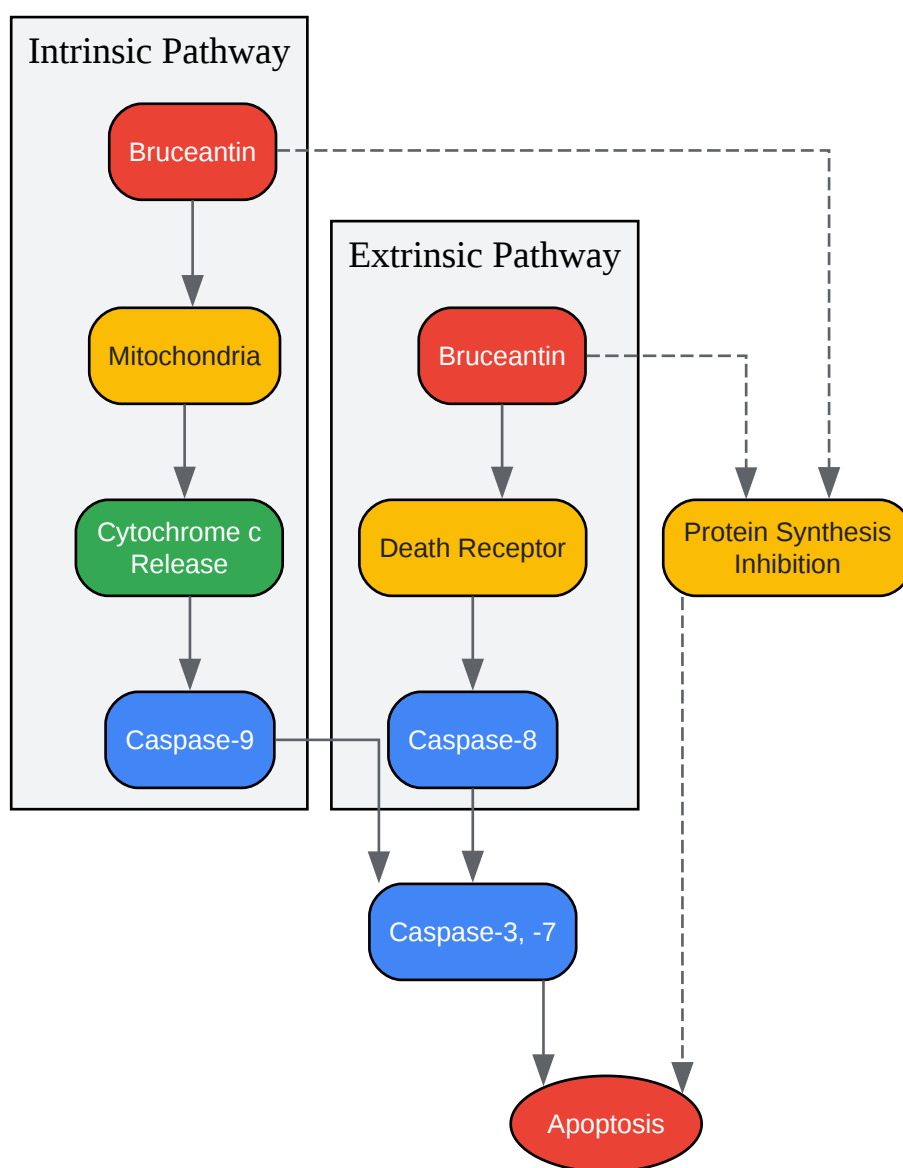 Intrinsic Pathway
Bruceantin
Extrinsic Pathway
Mitochondria
Bruceantin
Cytochrome c
Release
Death Receptor
Protein Synthesis
Inhibition
Caspase-9
Caspase-8
Caspase-3, -7
Apoptosis